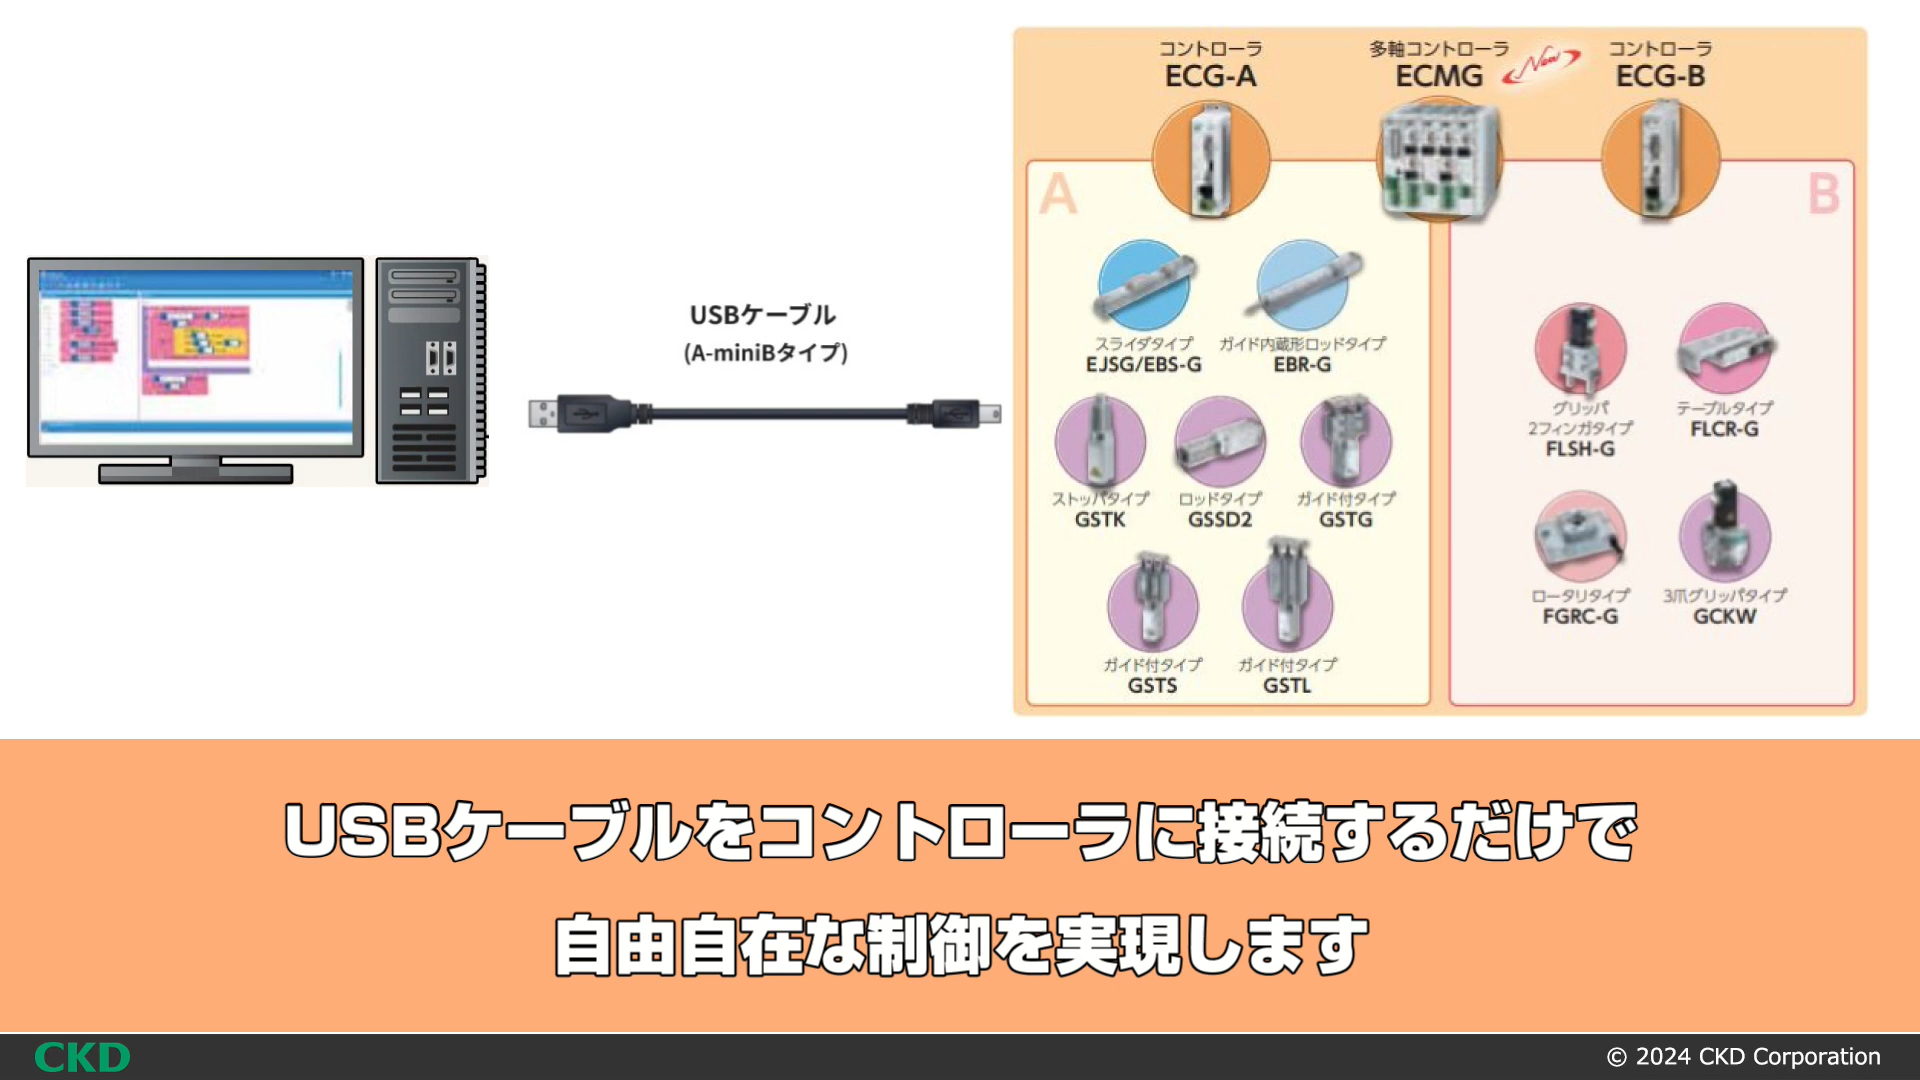 コントローラ
ECG-A
多軸コントローラ
ECMG
New
コントローラ
ECG-B
A
B
USBケーブル
(A-miniBタイプ)
スライダタイプ
EJSG/EBS-G
ガイド内蔵形ロッドタイプ
EBR-G
ストッパタイプ
GSTK
ロッドタイプ
GSSD2
ガイド付タイプ
GSTG
ガイド付タイプ
GSTS
ガイド付タイプ
GSTL
グリッパ
2フィンガタイプ
FLSH-G
テーブルタイプ
FLCR-G
ロータリタイプ
FGRC-G
3爪グリッパタイプ
GCKW
USBケーブルをコントローラに接続するだけで
自由自在な制御を実現します
CKD
© 2024 CKD Corporation